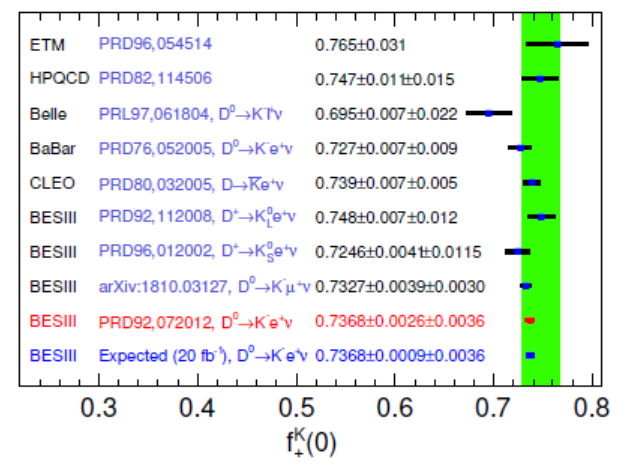 ETM PRD96,054514 0.765±0.031
HPQCD PRD82,114506 0.747±0.011±0.015
Belle PRL97,061804, D⁰→K⁻l⁺ν 0.695±0.007±0.022
BaBar PRD76,052005, D⁰→K⁻e⁺ν 0.727±0.007±0.009
CLEO PRD80,032005, D→K̅e⁺ν 0.739±0.007±0.005
BESIII PRD92,112008, D⁺→K⁰_L e⁺ν 0.748±0.007±0.012
BESIII PRD96,012002, D⁺→K⁰_S e⁺ν 0.7246±0.0041±0.0115
BESIII arXiv:1810.03127, D⁰→K⁻μ⁺ν 0.7327±0.0039±0.0030
BESIII PRD92,072012, D⁰→K⁻e⁺ν 0.7368±0.0026±0.0036
BESIII Expected (20 fb⁻¹), D⁰→K⁻e⁺ν 0.7368±0.0009±0.0036
0.3 0.4 0.5 0.6 0.7 0.8
f₊ᴷ(0)